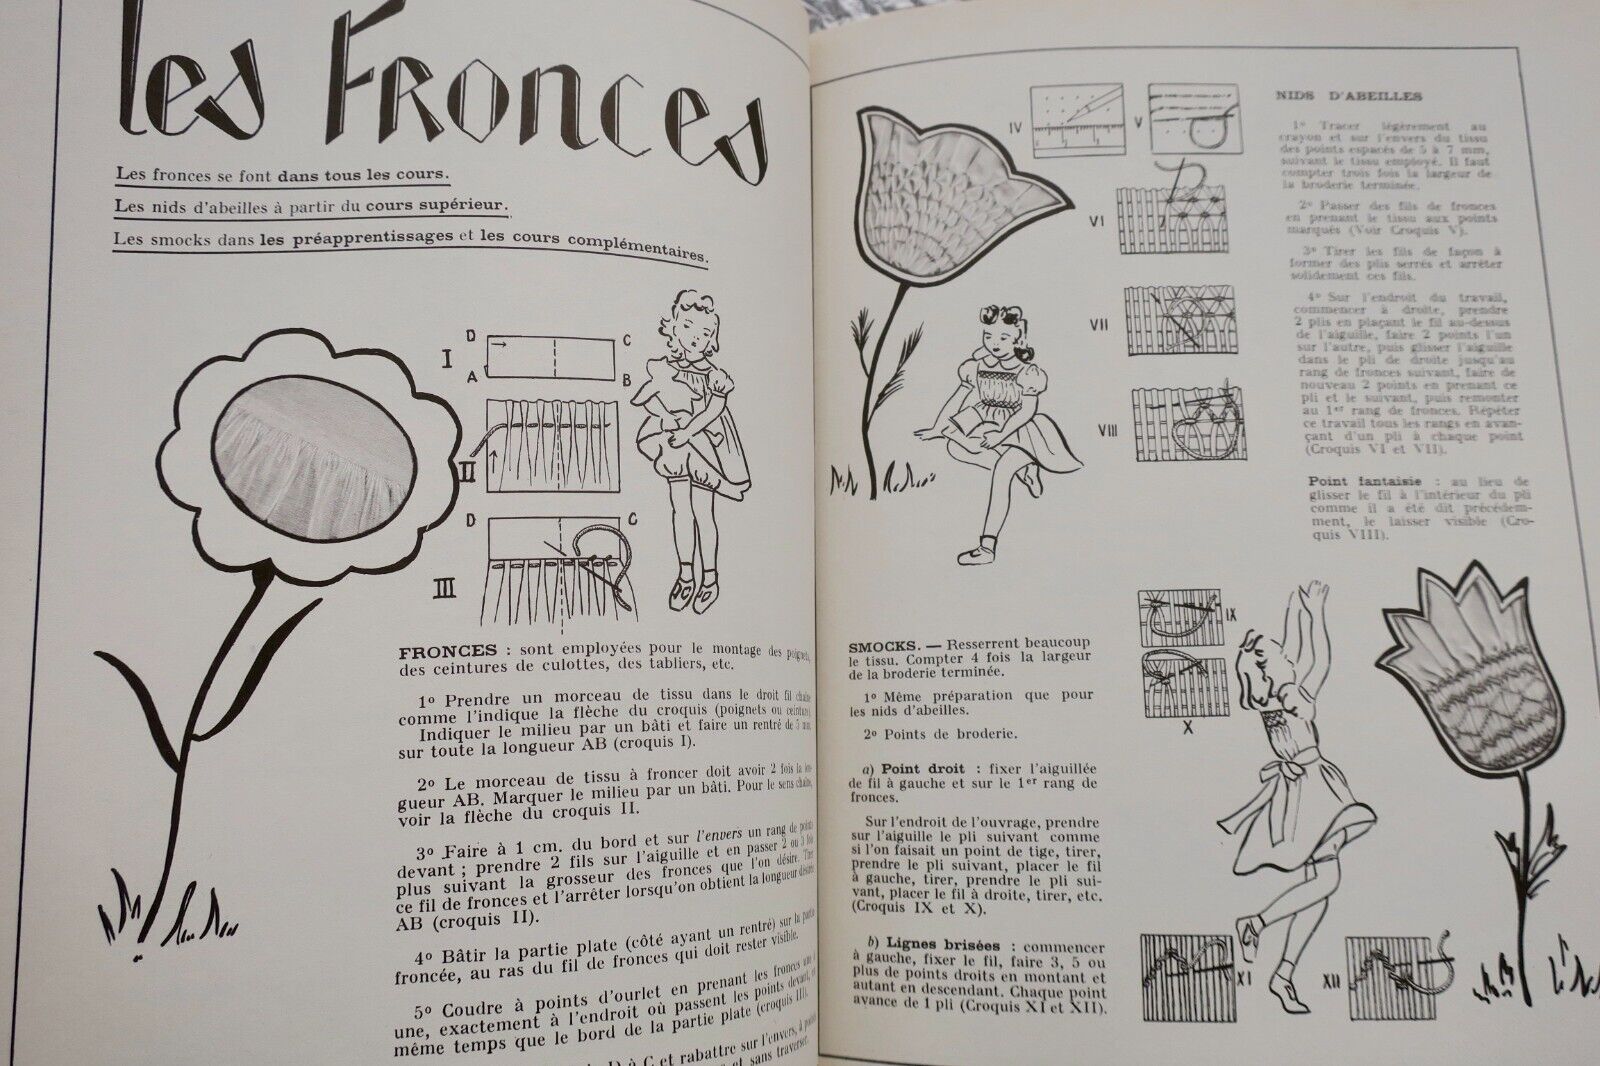 les Fronces
Les fronces se font dans tous les cours.
Les nids d'abeilles à partir du cours supérieur.
Les smocks dans les préapprentissages et les cours complémentaires.
D
C
I
A
B
II
D
C
III
FRONCES : sont employées pour le montage des poignets,
des ceintures de culottes, des tabliers, etc.
1o Prendre un morceau de tissu dans le droit fil chaîne
comme l'indique la flèche du croquis (poignets ou ceinture).
Indiquer le milieu par un bâti et faire un rentré de 5 mm.
sur toute la longueur AB (croquis I).
2o Le morceau de tissu à froncer doit avoir 2 fois la lon-
gueur AB. Marquer le milieu par un bâti. Pour le sens chaîne,
voir la flèche du croquis II.
3o Faire à 1 cm. du bord et sur l'envers un rang de points
devant ; prendre 2 fils sur l'aiguille et en passer 2 ou 3 fois
plus suivant la grosseur des fronces que l'on désire. Tirer
ce fil de fronces et l'arrêter lorsqu'on obtient la longueur désirée
AB (croquis II).
4o Bâtir la partie plate (côté ayant un rentré) sur la partie
froncée, au ras du fil de fronces qui doit rester visible.
5o Coudre à points d'ourlet en prenant les fronces une à
une, exactement à l'endroit où passent les points devant, et
même temps que le bord de la partie plate (croquis III).
D à C et rabattre sur l'envers, à points
et sans traverser.
IV
V
VI
VII
VIII
NIDS D'ABEILLES
1o Tracer légèrement au
crayon et sur l'envers du tissu
des points espacés de 5 à 7 mm,
suivant le tissu employé. Il faut
compter trois fois la largeur de
la broderie terminée.
2o Passer des fils de fronces
en prenant le tissu aux points
marqués (Voir Croquis V).
3o Tirer les fils de façon à
former des plis serrés et arrêter
solidement ces fils.
4o Sur l'endroit du travail,
commencer à droite, prendre
2 plis en plaçant le fil au-dessus
de l'aiguille, faire 2 points l'un
sur l'autre, puis glisser l'aiguille
dans le pli de droite jusqu'au
rang de fronces suivant, faire de
nouveau 2 points en prenant ce
pli et le suivant, puis remonter
au 1er rang de fronces. Répéter
ce travail tous les rangs en avan-
çant d'un pli à chaque point
(Croquis VI et VII).
Point fantaisie : au lieu de
glisser le fil à l'intérieur du pli
comme il a été dit précédem-
ment, le laisser visible (Cro-
quis VIII).
SMOCKS. — Resserrent beaucoup
le tissu. Compter 4 fois la largeur
de la broderie terminée.
1o Même préparation que pour
les nids d'abeilles.
2o Points de broderie.
a) Point droit : fixer l'aiguillée
de fil à gauche et sur le 1er rang de
fronces.
Sur l'endroit de l'ouvrage, prendre
sur l'aiguille le pli suivant comme
si l'on faisait un point de tige, tirer,
prendre le pli suivant, placer le fil
à gauche, tirer, prendre le pli sui-
vant, placer le fil à droite, tirer, etc.
(Croquis IX et X).
b) Lignes brisées : commencer
à gauche, fixer le fil, faire 3, 5 ou
plus de points droits en montant et
autant en descendant. Chaque point
avance de 1 pli (Croquis XI et XII).
IX
X
XI
XII